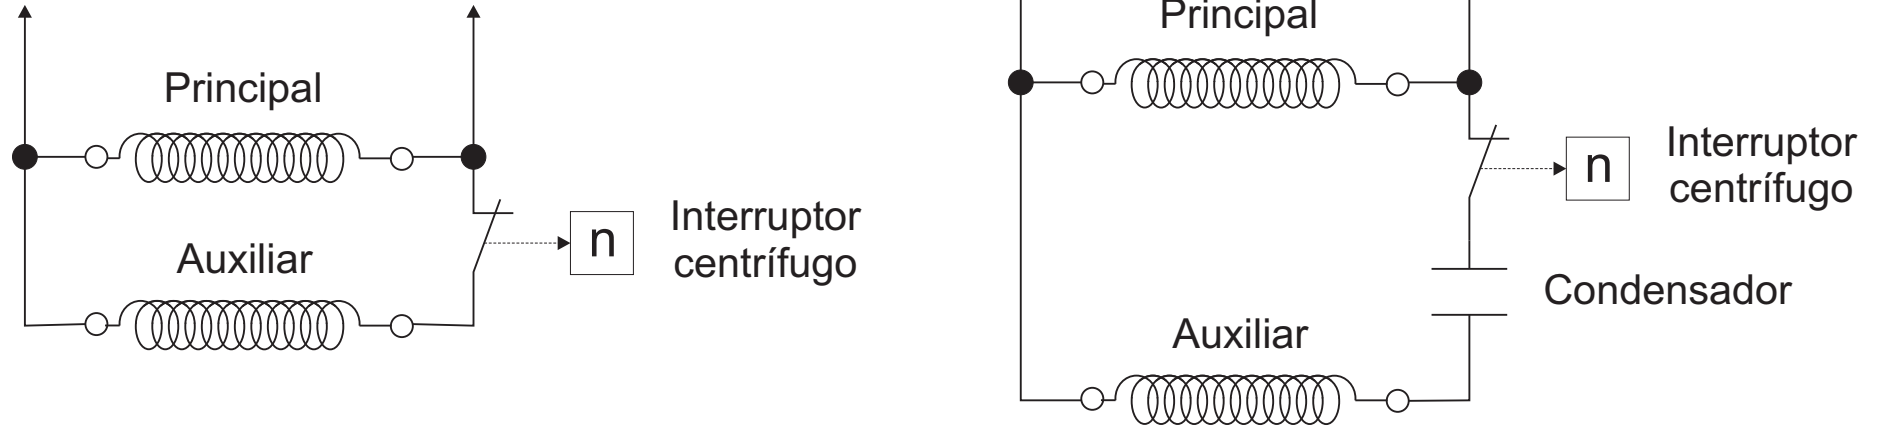 Principal
n
Interruptor
centrífugo
Auxiliar
Principal
n
Interruptor
centrífugo
Condensador
Auxiliar